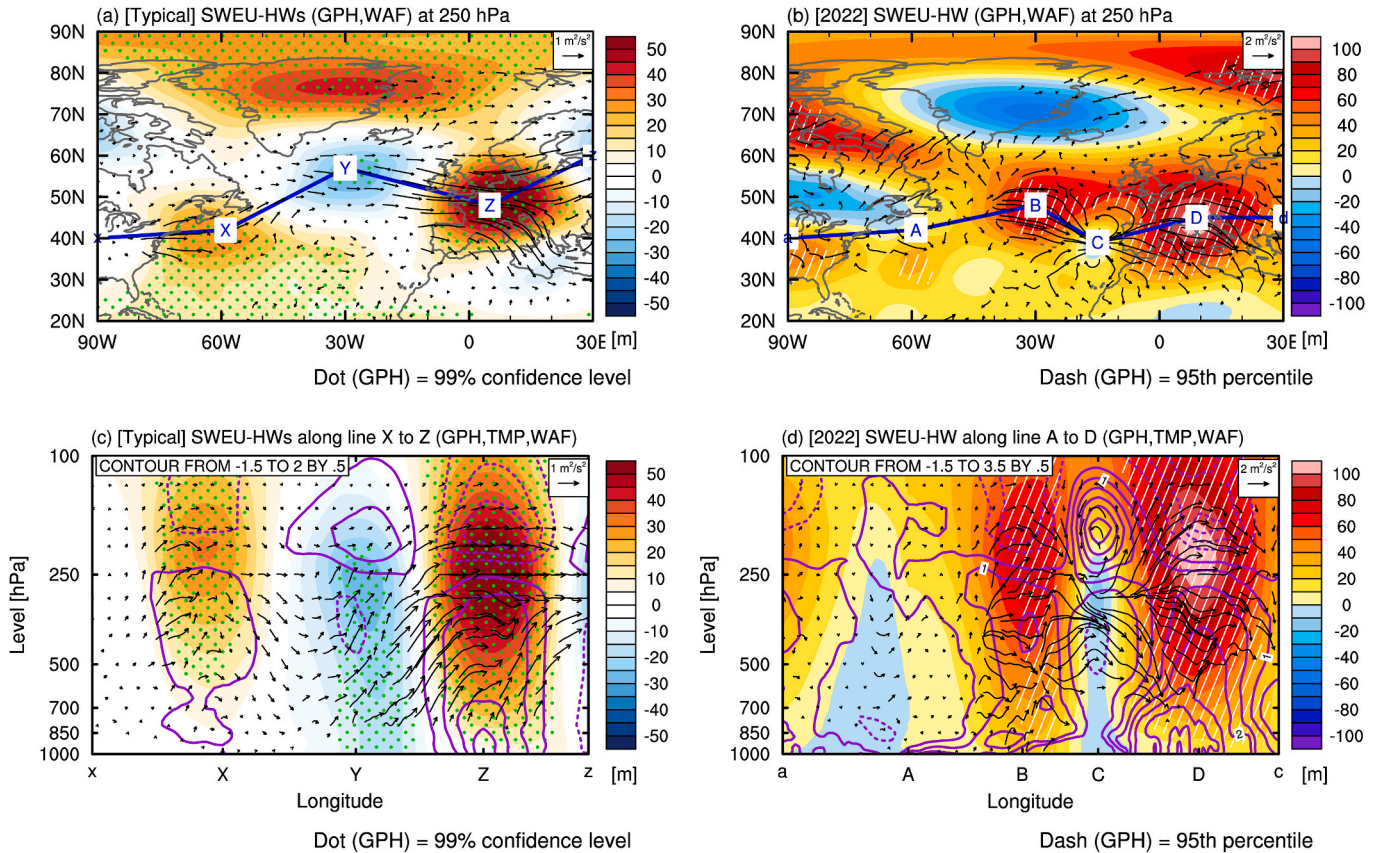 (a) [Typical] SWEU-HWs (GPH,WAF) at 250 hPa
90N
80N
70N
60N
50N
40N
30N
20N
90W
60W
30W
0
30E
1 m²/s²
x
X
Y
Z
z
50
40
30
20
10
0
-10
-20
-30
-40
-50
[m]
Dot (GPH) = 99% confidence level
(b) [2022] SWEU-HW (GPH,WAF) at 250 hPa
90N
80N
70N
60N
50N
40N
30N
20N
90W
60W
30W
0
30E
2 m²/s²
a
A
B
C
D
d
100
80
60
40
20
0
-20
-40
-60
-80
-100
[m]
Dash (GPH) = 95th percentile
(c) [Typical] SWEU-HWs along line X to Z (GPH,TMP,WAF)
CONTOUR FROM -1.5 TO 2 BY .5
1 m²/s²
Level [hPa]
100
250
500
700
850
1000
x
X
Y
Z
z
Longitude
50
40
30
20
10
0
-10
-20
-30
-40
-50
[m]
Dot (GPH) = 99% confidence level
(d) [2022] SWEU-HW along line A to D (GPH,TMP,WAF)
CONTOUR FROM -1.5 TO 3.5 BY .5
2 m²/s²
Level [hPa]
100
250
500
700
850
1000
1
1
1
2
a
A
B
C
D
c
Longitude
100
80
60
40
20
0
-20
-40
-60
-80
-100
[m]
Dash (GPH) = 95th percentile